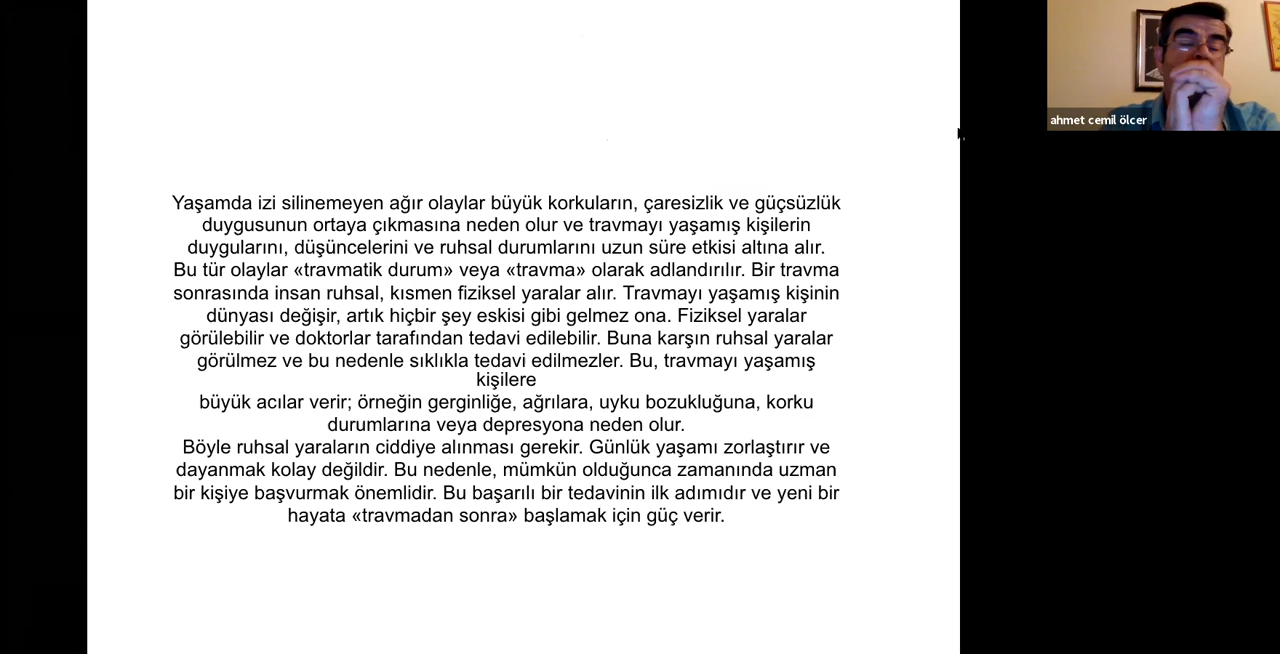 ahmet cemil ölcer
Yaşamda izi silinemeyen ağır olaylar büyük korkuların, çaresizlik ve güçsüzlük
duygusunun ortaya çıkmasına neden olur ve travmayı yaşamış kişilerin
duygularını, düşüncelerini ve ruhsal durumlarını uzun süre etkisi altına alır.
Bu tür olaylar «travmatik durum» veya «travma» olarak adlandırılır. Bir travma
sonrasında insan ruhsal, kısmen fiziksel yaralar alır. Travmayı yaşamış kişinin
dünyası değişir, artık hiçbir şey eskisi gibi gelmez ona. Fiziksel yaralar
görülebilir ve doktorlar tarafından tedavi edilebilir. Buna karşın ruhsal yaralar
görülmez ve bu nedenle sıklıkla tedavi edilmezler. Bu, travmayı yaşamış
kişilere
büyük acılar verir; örneğin gerginliğe, ağrılara, uyku bozukluğuna, korku
durumlarına veya depresyona neden olur.
Böyle ruhsal yaraların ciddiye alınması gerekir. Günlük yaşamı zorlaştırır ve
dayanmak kolay değildir. Bu nedenle, mümkün olduğunca zamanında uzman
bir kişiye başvurmak önemlidir. Bu başarılı bir tedavinin ilk adımıdır ve yeni bir
hayata «travmadan sonra» başlamak için güç verir.